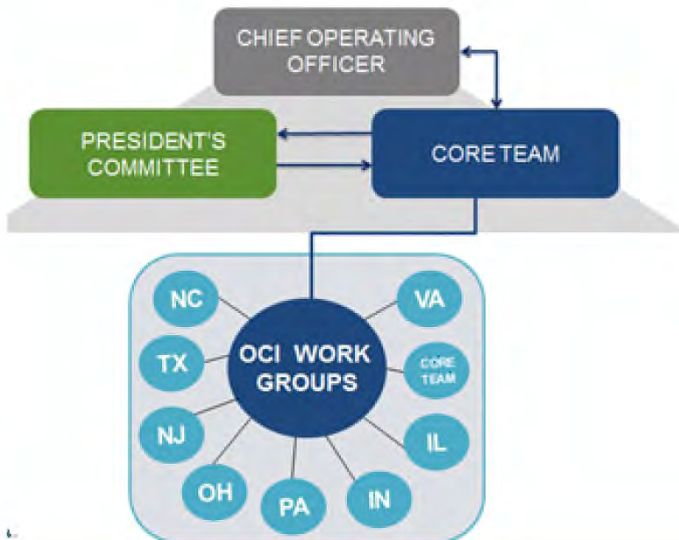 CHIEF OPERATING
OFFICER
PRESIDENT'S
COMMITTEE
CORE TEAM
NC
VA
OCI WORK
GROUPS
TX
CORE
TEAM
NJ
IL
OH
PA
IN